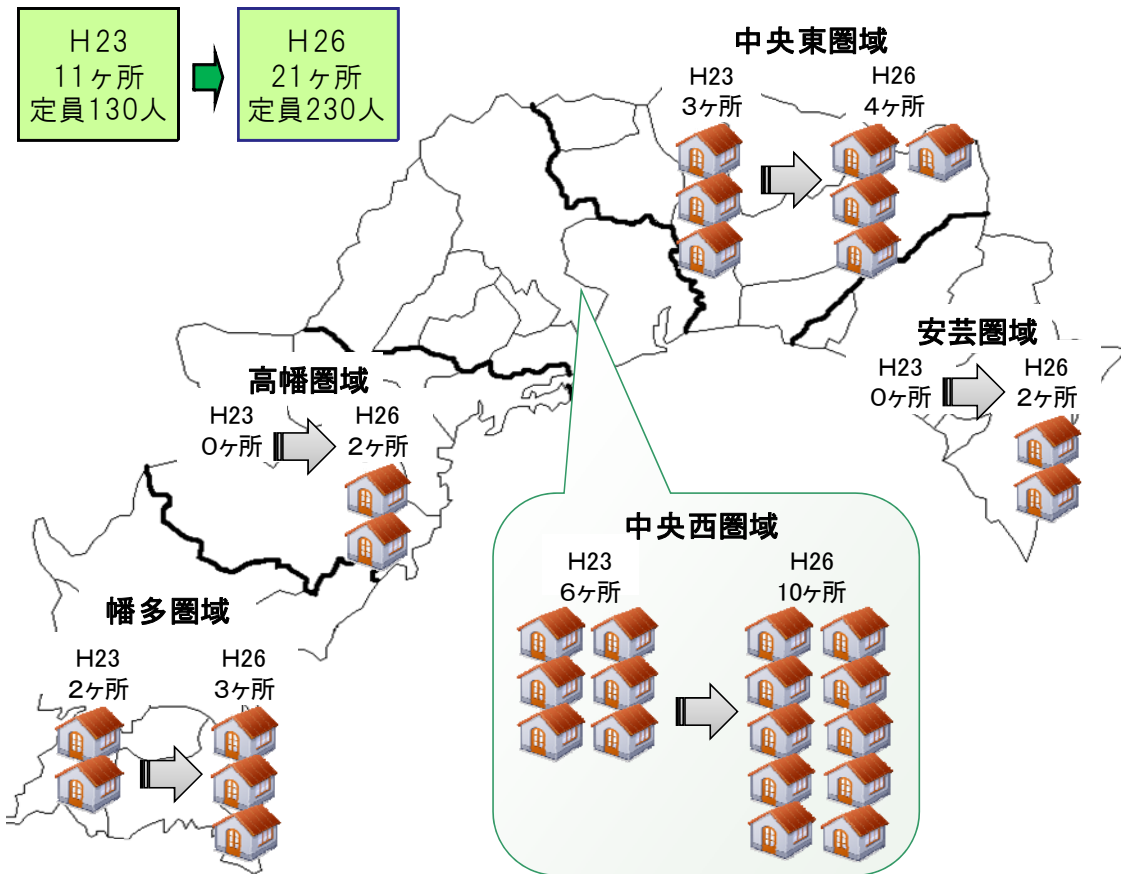 H23
11ヶ所
定員130人
H26
21ヶ所
定員230人
中央東圏域
H23
3ヶ所
H26
4ヶ所
安芸圏域
H23
0ヶ所
H26
2ヶ所
高幡圏域
H23
0ヶ所
H26
2ヶ所
中央西圏域
H23
6ヶ所
H26
10ヶ所
幡多圏域
H23
2ヶ所
H26
3ヶ所